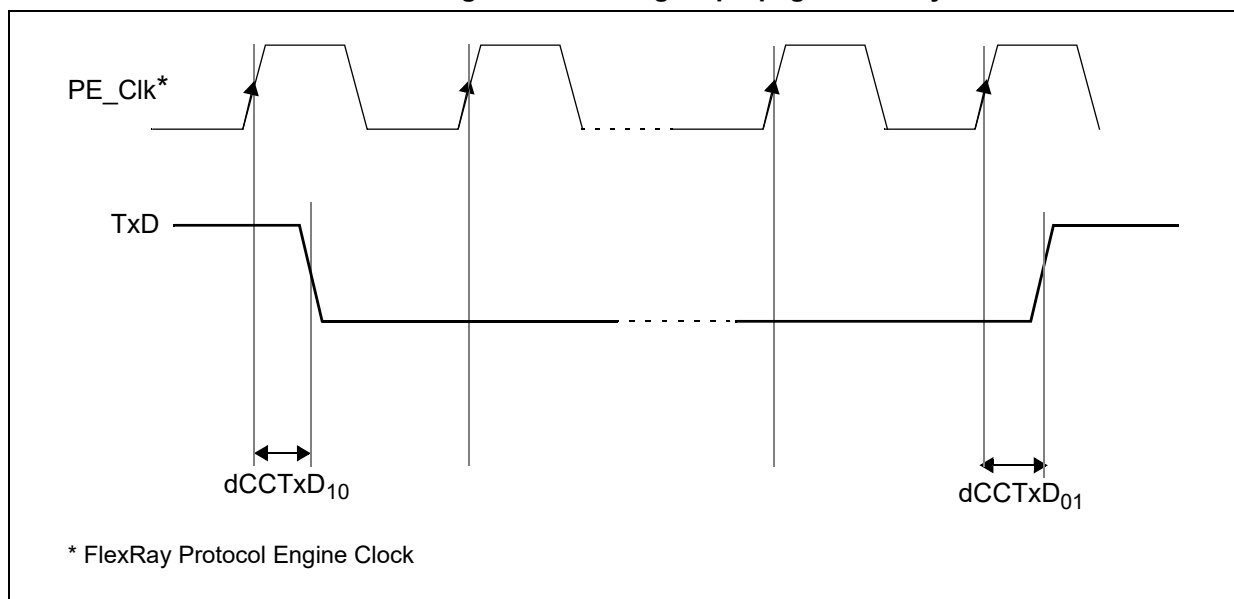 PE_Clk*
TxD
dCCTxD10
dCCTxD01
* FlexRay Protocol Engine Clock